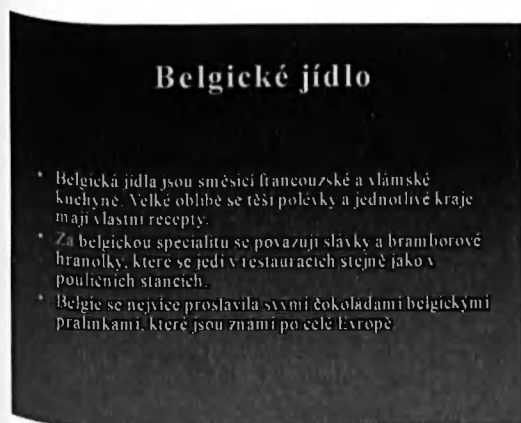 Belgické jídlo
• Belgická jídla jsou směsicí francouzské a vlámské
kuchyně. Velké oblibě se těší polévky a jednotlivé kraje
mají vlastní recepty.
• Za belgickou specialitu se považují slávky a bramborové
hranolky, které se jedí v restauracích stejně jako v
pouličních stáncích.
• Belgie se nejvíce proslavila svými čokoládami belgickými
pralinkami, které jsou známi po celé Evropě